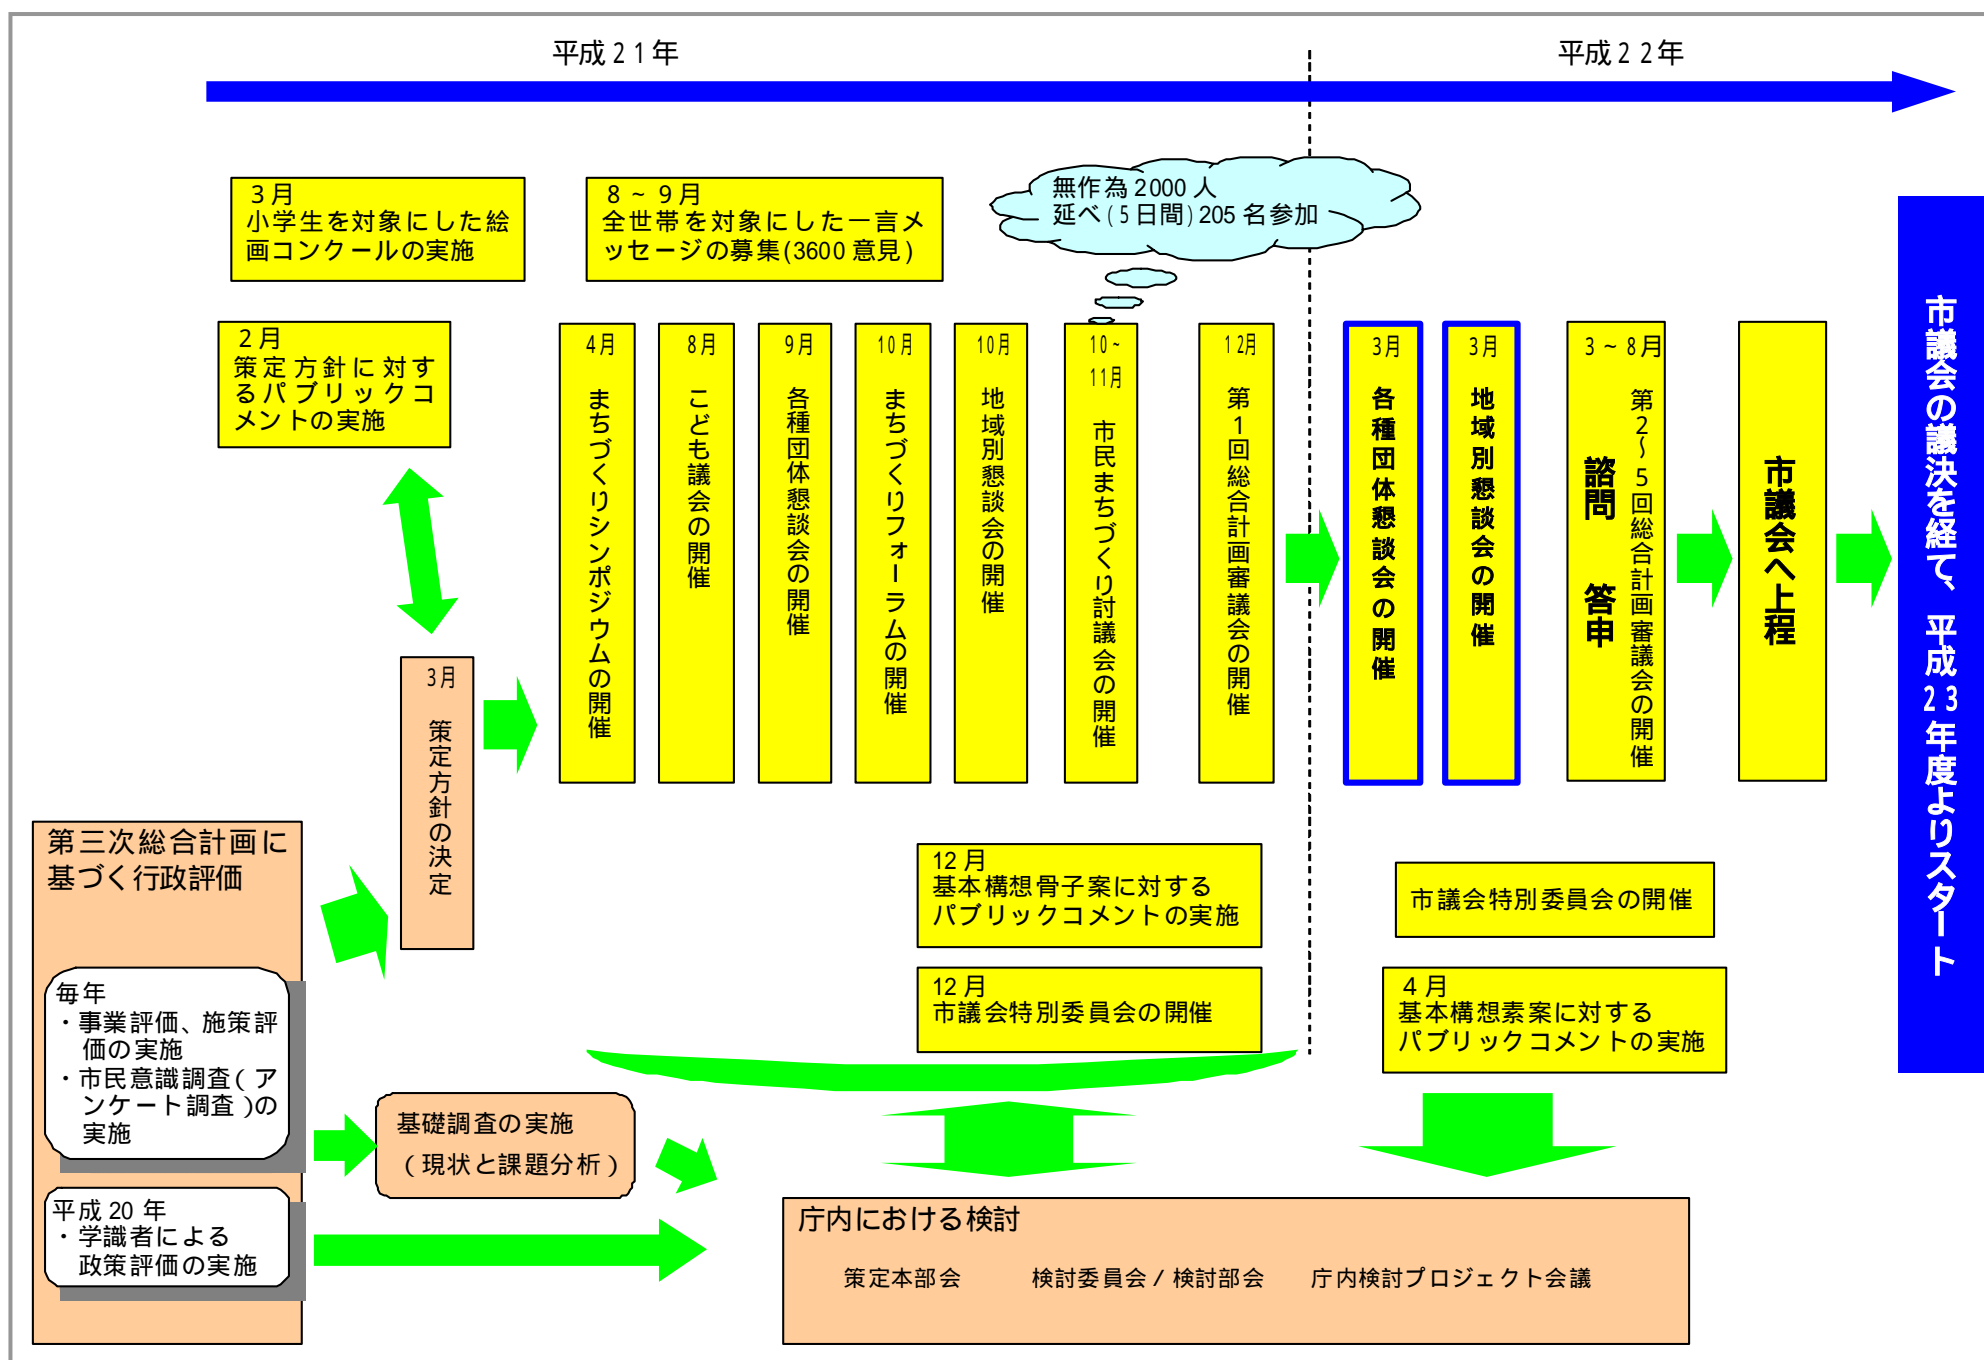 平成21年
平成22年
3月
小学生を対象にした絵
画コンクールの実施
8～9月
全世帯を対象にした一言メ
ッセージの募集(3600意見)
無作為2000人
延べ(5日間)205名参加
2月
策定方針に対す
るパブリックコ
メントの実施
4月
まちづくりシンポジウムの開催
8月
こども議会の開催
9月
各種団体懇談会の開催
10月
まちづくりフォーラムの開催
10月
地域別懇談会の開催
10～
11月
市民まちづくり討議会の開催
12月
第1回総合計画審議会の開催
3月
各種団体懇談会の開催
3月
地域別懇談会の開催
3～8月
第2～5回総合計画審議会の開催
諮問 答申
市議会へ上程
市議会の議決を経て、平成23年度よりスタート
3月
策定方針の決定
第三次総合計画に
基づく行政評価
毎年
・事業評価、施策評
価の実施
・市民意識調査(ア
ンケート調査)の
実施
平成20年
・学識者による
政策評価の実施
基礎調査の実施
(現状と課題分析)
12月
基本構想骨子案に対する
パブリックコメントの実施
12月
市議会特別委員会の開催
市議会特別委員会の開催
4月
基本構想素案に対する
パブリックコメントの実施
庁内における検討
策定本部会 検討委員会/検討部会 庁内検討プロジェクト会議